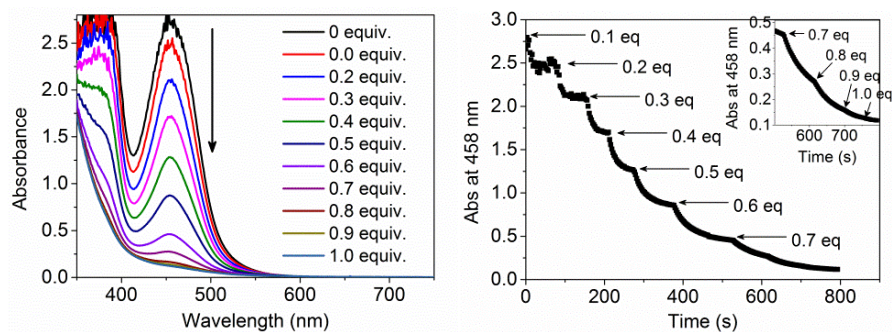 2.5
2.0
1.5
1.0
0.5
0.0
Absorbance
400
500
600
700
Wavelength (nm)
0 equiv.
0.0 equiv.
0.2 equiv.
0.3 equiv.
0.4 equiv.
0.5 equiv.
0.6 equiv.
0.7 equiv.
0.8 equiv.
0.9 equiv.
1.0 equiv.
3.0
2.5
2.0
1.5
1.0
0.5
0.0
Abs at 458 nm
0
200
400
600
800
Time (s)
0.1 eq
0.2 eq
0.3 eq
0.4 eq
0.5 eq
0.6 eq
0.7 eq
0.5
0.4
0.3
0.2
0.1
Abs at 458 nm
600
700
Time (s)
0.7 eq
0.8 eq
0.9 eq
1.0 eq